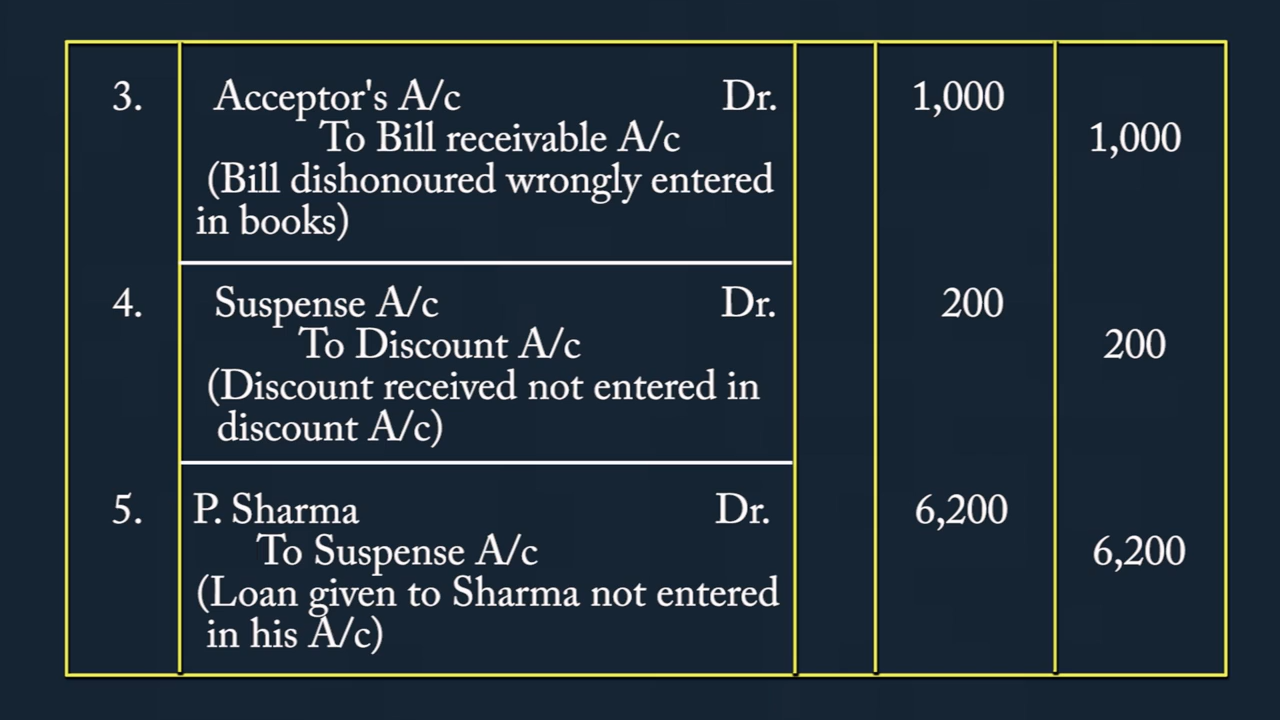 3. Acceptor's A/c Dr. 1,000
To Bill receivable A/c 1,000
(Bill dishonoured wrongly entered
in books)
4. Suspense A/c Dr. 200
To Discount A/c 200
(Discount received not entered in
discount A/c)
5. P. Sharma Dr. 6,200
To Suspense A/c 6,200
(Loan given to Sharma not entered
in his A/c)